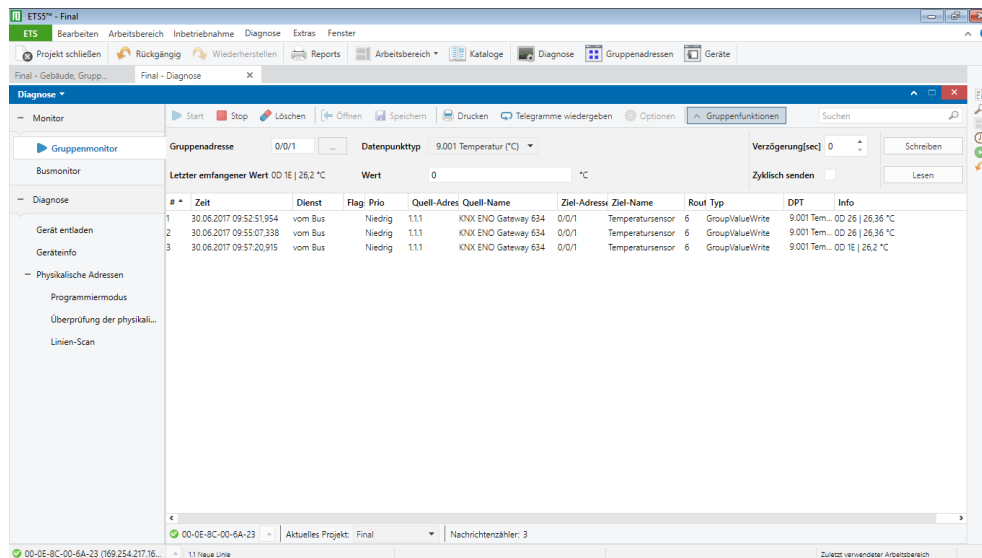 ETS5™ - Final
ETS Bearbeiten Arbeitsbereich Inbetriebnahme Diagnose Extras Fenster
Projekt schließen Rückgängig Wiederherstellen Reports Arbeitsbereich Kataloge Diagnose Gruppenadressen Geräte
Final - Gebäude, Grupp... Final - Diagnose
Diagnose
Monitor Start Stop Löschen Öffnen Speichern Drucken Telegramme wiedergeben Optionen Gruppenfunktionen Suchen
Gruppenmonitor Gruppenadresse 0/0/1 ... Datenpunkttyp 9.001 Temperatur (°C) Verzögerung[sec] 0 Schreiben
Busmonitor Letzter emfangener Wert 0D 1E | 26,2 °C Wert 0 °C Zyklisch senden Lesen
Diagnose # Zeit Dienst Flag Prio Quell-Adres Quell-Name Ziel-Adresse Ziel-Name Rout Typ DPT Info
1 30.06.2017 09:52:51,954 vom Bus Niedrig 1.1.1 KNX ENO Gateway 634 0/0/1 Temperatursensor 6 GroupValueWrite 9.001 Tem... 0D 26 | 26,36 °C
2 30.06.2017 09:55:07,338 vom Bus Niedrig 1.1.1 KNX ENO Gateway 634 0/0/1 Temperatursensor 6 GroupValueWrite 9.001 Tem... 0D 26 | 26,36 °C
3 30.06.2017 09:57:20,915 vom Bus Niedrig 1.1.1 KNX ENO Gateway 634 0/0/1 Temperatursensor 6 GroupValueWrite 9.001 Tem... 0D 1E | 26,2 °C
Gerät entladen
Geräteinfo
Physikalische Adressen
Programmiermodus
Überprüfung der physikali...
Linien-Scan
00-0E-8C-00-6A-23 Aktuelles Projekt: Final Nachrichtenzähler: 3
00-0E-8C-00-6A-23 (169.254.217.16... 1.1 Neue Linie Zuletzt verwendeter Arbeitsbereich